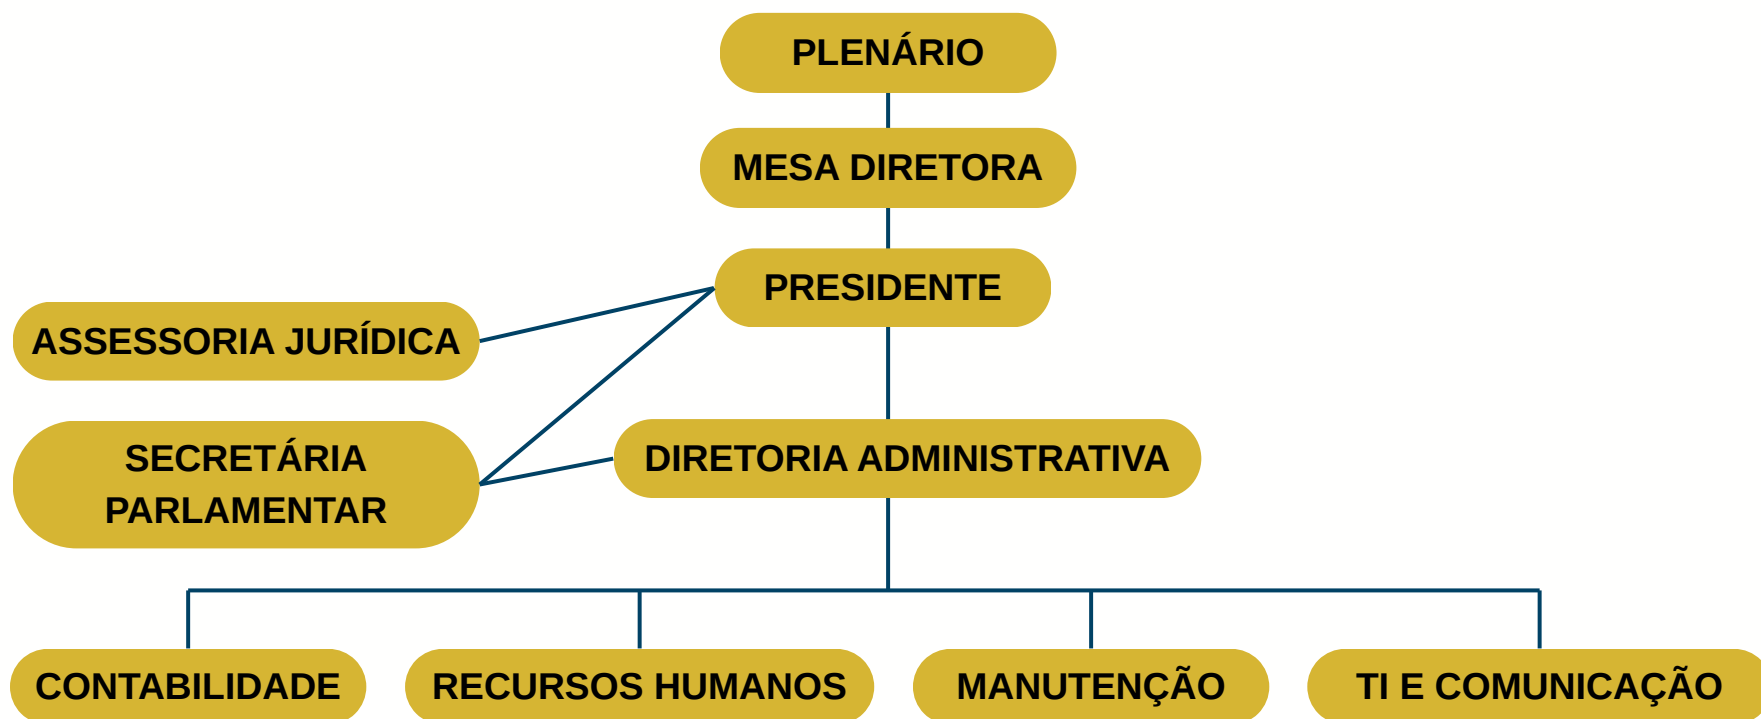 PLENÁRIO
MESA DIRETORA
PRESIDENTE
ASSESSORIA JURÍDICA
SECRETÁRIA
PARLAMENTAR
DIRETORIA ADMINISTRATIVA
CONTABILIDADE
RECURSOS HUMANOS
MANUTENÇÃO
TI E COMUNICAÇÃO